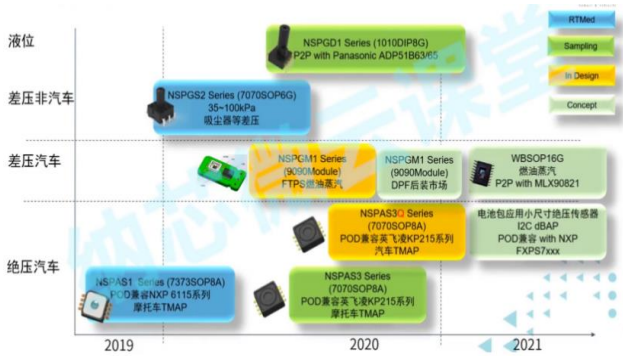 液位
差压非汽车
差压汽车
绝压汽车
NSPGD1 Series (1010DIP8G)
P2P with Panasonic ADP51B63/65
NSPGS2 Series (7070SOP6G)
35~100kPa
吸尘器等差压
NSPGM1 Series
(9090Module)
FTPS燃油蒸汽
NSPGM1 Series
(9090Module)
DPF后装市场
WBSOP16G
燃油蒸汽
P2P with MLX90821
NSPAS3Q Series
(7070SOP8A)
POD兼容英飞凌KP215系列
汽车TMAP
电池包应用小尺寸绝压传感器
I2C dBAP
POD兼容 with NXP
FXPS7xxx
NSPAS1 Series (7373SOP8A)
POD兼容NXP 6115系列
摩托车TMAP
NSPAS3 Series
(7070SOP8A)
POD兼容英飞凌KP215系列
摩托车TMAP
2019
2020
2021
RTMed
Sampling
In Design
Concept